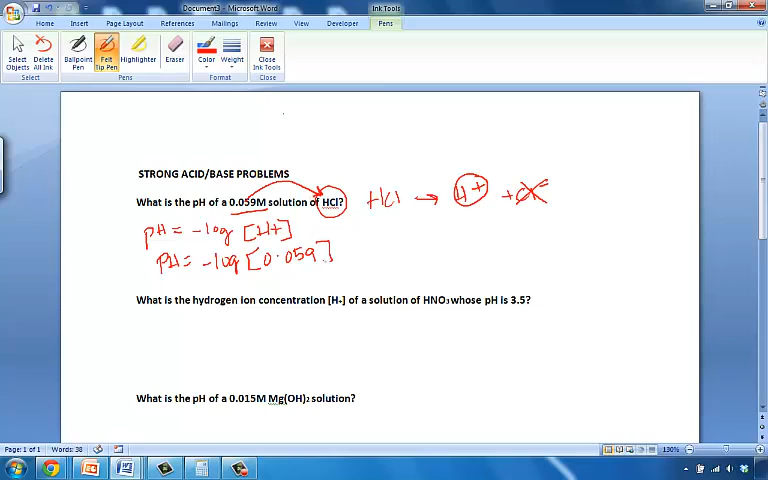 Document3 - Microsoft Word
Ink Tools
Home Insert Page Layout References Mailings Review View Developer Pens
Select Objects
Delete All Ink
Ballpoint Pen
Felt Tip Pen
Highlighter
Eraser
Color
Weight
Close Ink Tools
Select Pens Format Close
STRONG ACID/BASE PROBLEMS
What is the pH of a 0.059M solution of HCl? HCl → H+ + Cl-
pH = -log [H+]
pH = -log [0.059]
What is the hydrogen ion concentration [H+] of a solution of HNO3 whose pH is 3.5?
What is the pH of a 0.015M Mg(OH)2 solution?
Page: 1 of 1 Words: 38 130%
5:26 PM